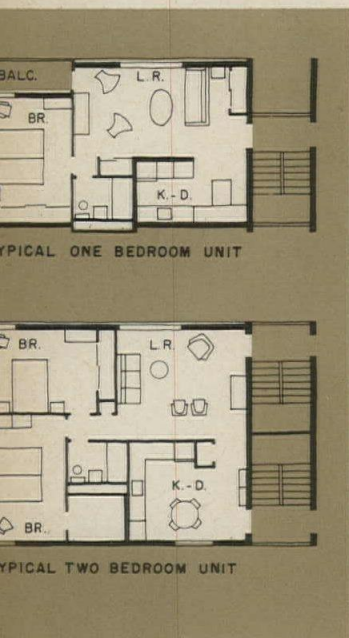 BALC.
L.R.
BR.
K.-D.
YPICAL ONE BEDROOM UNIT
BR.
L.R.
K.-D.
BR.
YPICAL TWO BEDROOM UNIT